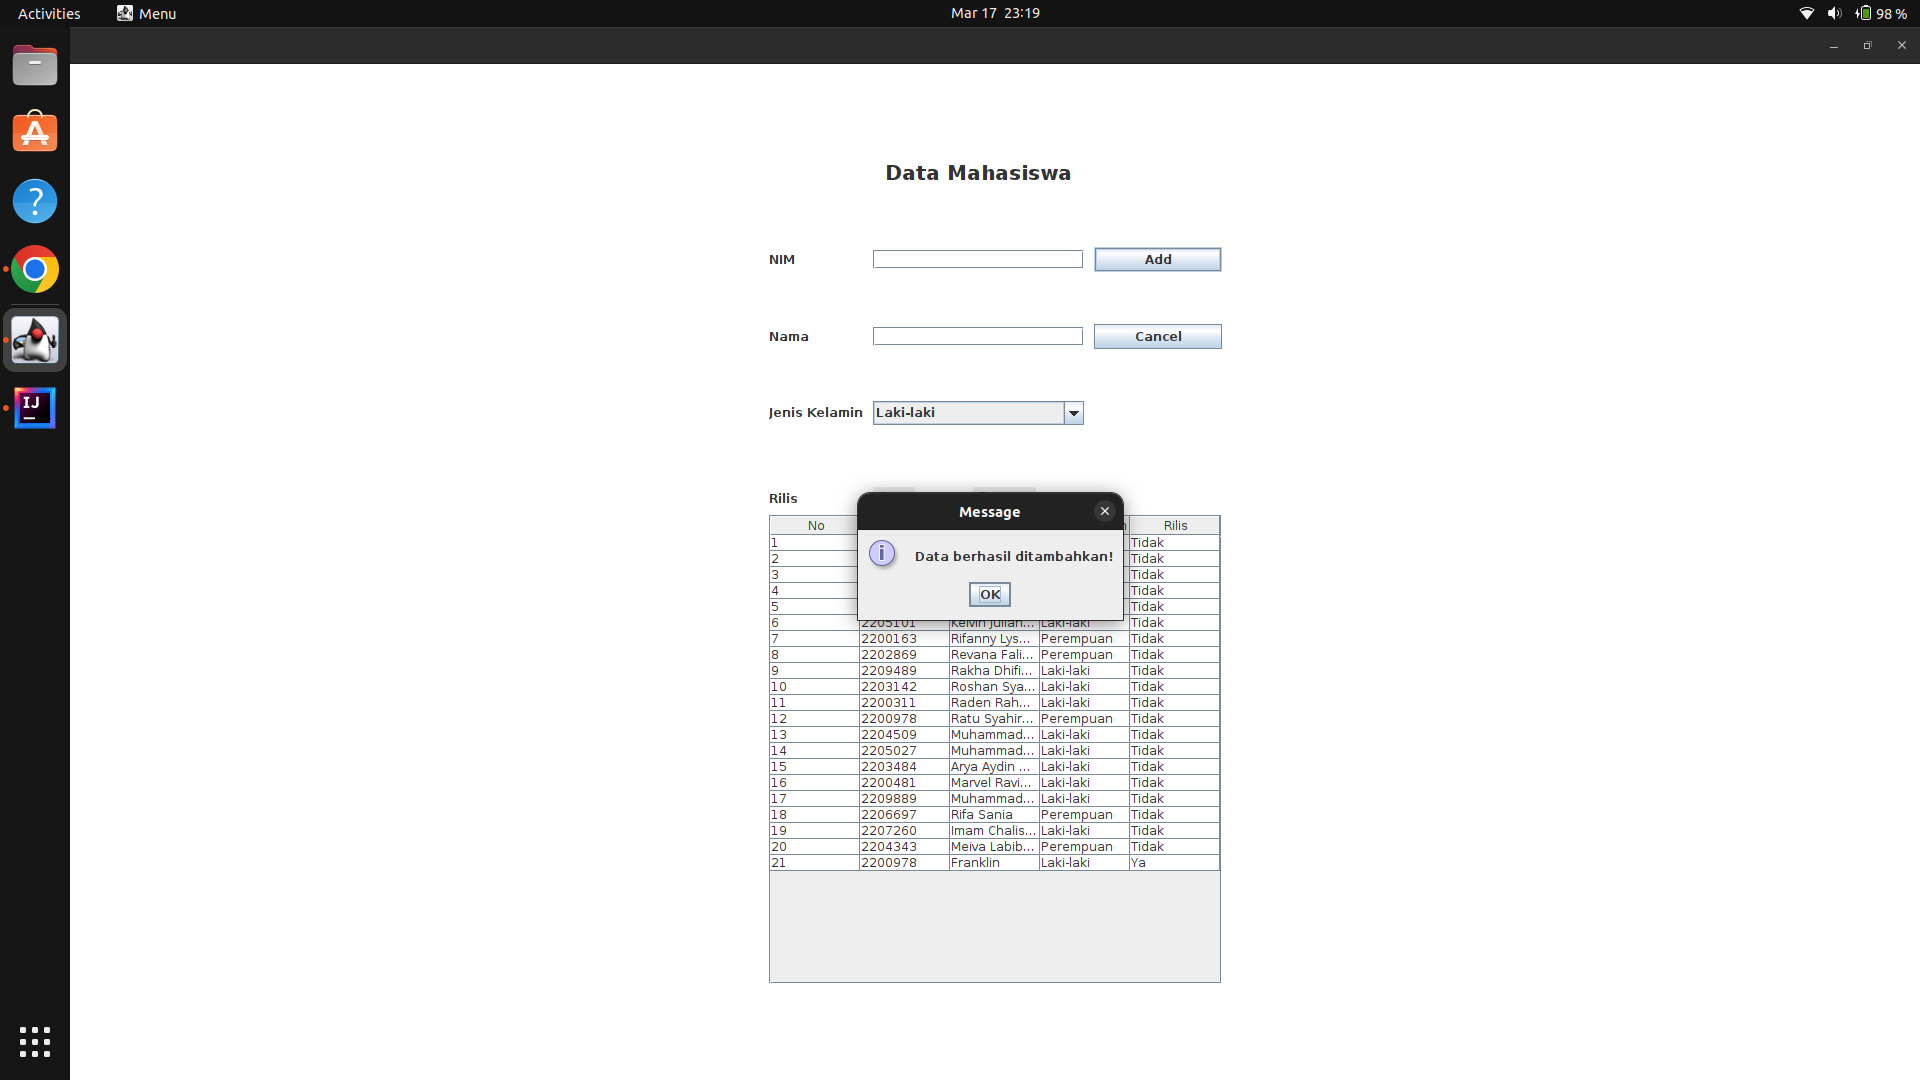 Activities Menu Mar 17 23:19 98 %
Data Mahasiswa
NIM Add
Nama Cancel
Jenis Kelamin Laki-laki
Rilis
Message
Data berhasil ditambahkan!
OK
No Rilis
1 Tidak
2 Tidak
3 Tidak
4 Tidak
5 Tidak
6 2205101 Kelvin Julian... Laki-laki Tidak
7 2200163 Rifanny Lys... Perempuan Tidak
8 2202869 Revana Fali... Perempuan Tidak
9 2209489 Rakha Dhifi... Laki-laki Tidak
10 2203142 Roshan Sya... Laki-laki Tidak
11 2200311 Raden Rah... Laki-laki Tidak
12 2200978 Ratu Syahir... Perempuan Tidak
13 2204509 Muhammad... Laki-laki Tidak
14 2205027 Muhammad... Laki-laki Tidak
15 2203484 Arya Aydin ... Laki-laki Tidak
16 2200481 Marvel Ravi... Laki-laki Tidak
17 2209889 Muhammad... Laki-laki Tidak
18 2206697 Rifa Sania Perempuan Tidak
19 2207260 Imam Chalis... Laki-laki Tidak
20 2204343 Meiva Labib... Perempuan Tidak
21 2200978 Franklin Laki-laki Ya
IJ